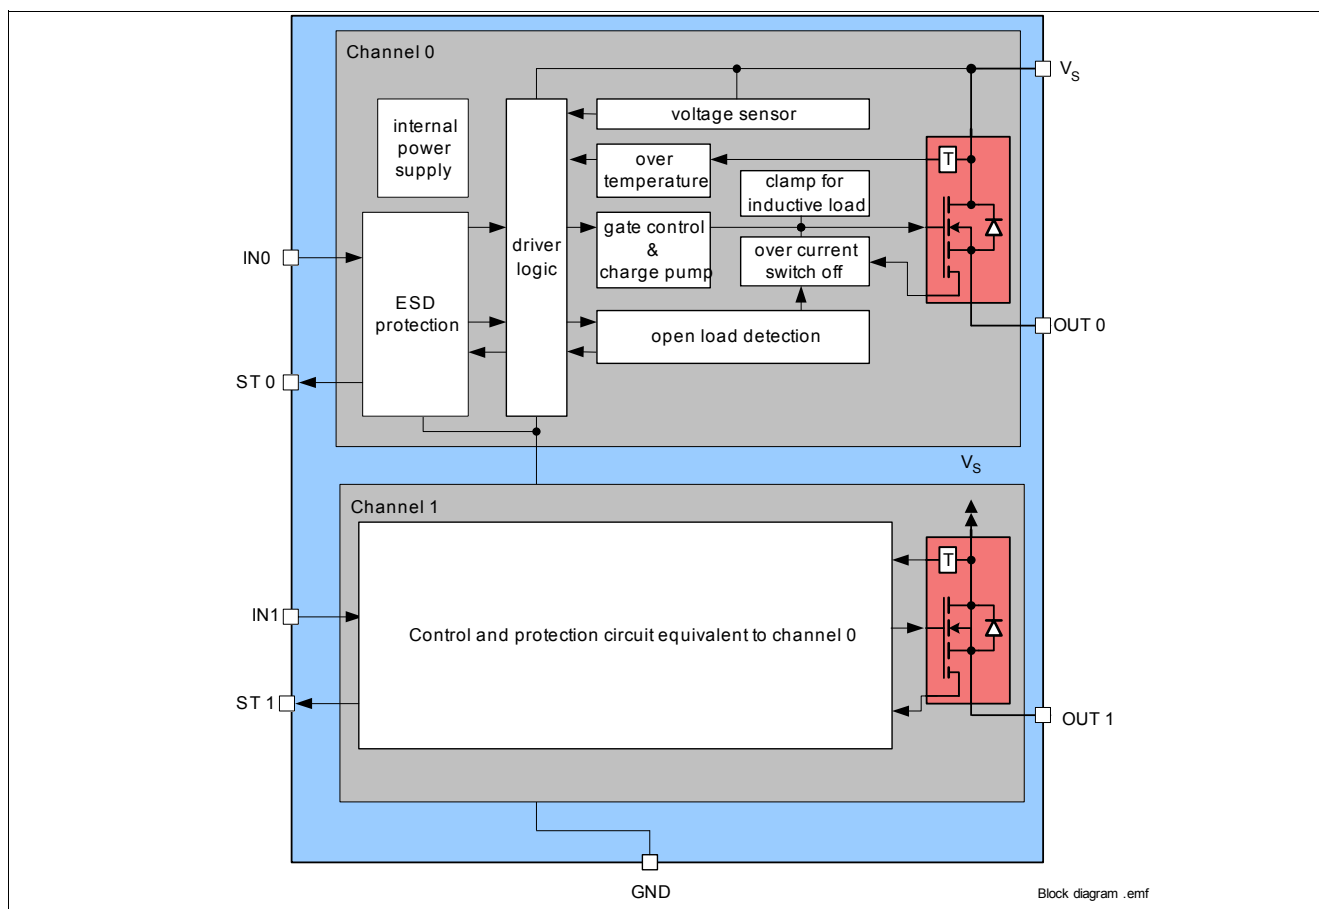 Channel 0
V_S
voltage sensor
internal
power
supply
over
temperature
T
clamp for
inductive load
gate control
&
charge pump
driver
logic
over current
switch off
IN0
ESD
protection
open load detection
OUT 0
ST 0
V_S
Channel 1
T
IN1
Control and protection circuit equivalent to channel 0
ST 1
OUT 1
GND
Block diagram .emf